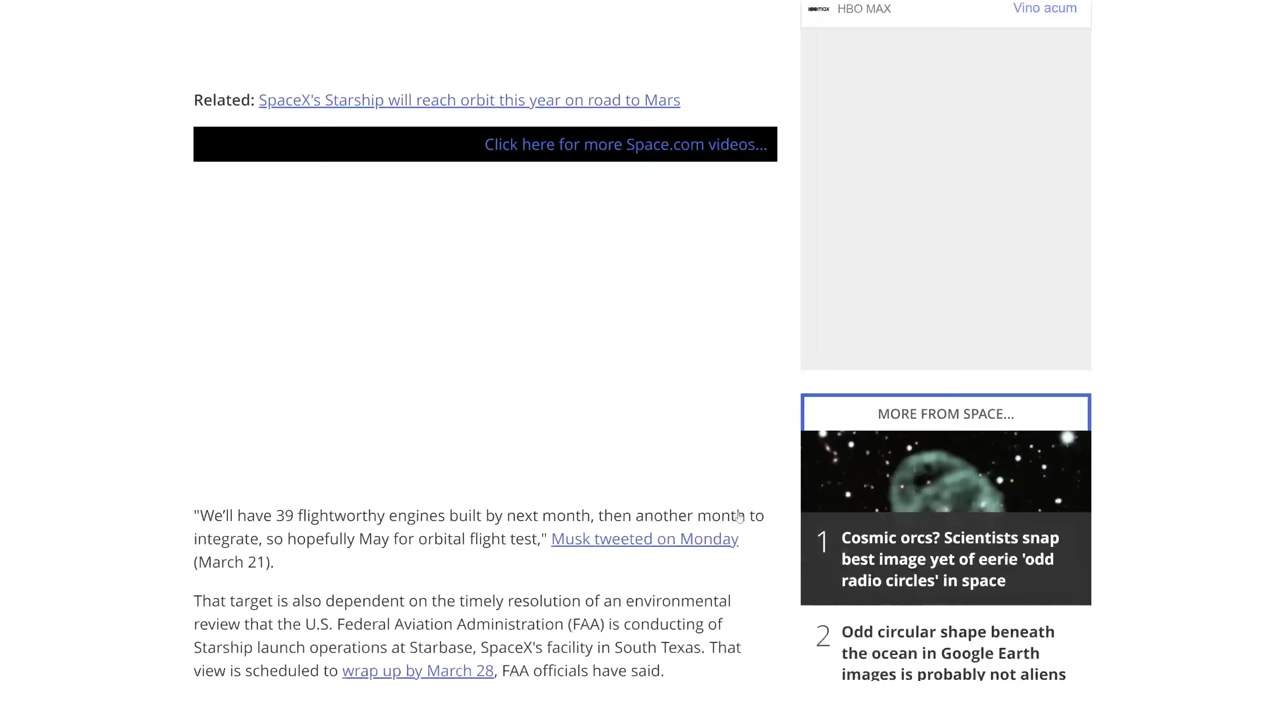 HBOmax HBO MAX Vino acum
Related: SpaceX's Starship will reach orbit this year on road to Mars
Click here for more Space.com videos...
"We’ll have 39 flightworthy engines built by next month, then another month to
integrate, so hopefully May for orbital flight test," Musk tweeted on Monday
(March 21).
That target is also dependent on the timely resolution of an environmental
review that the U.S. Federal Aviation Administration (FAA) is conducting of
Starship launch operations at Starbase, SpaceX's facility in South Texas. That
view is scheduled to wrap up by March 28, FAA officials have said.
MORE FROM SPACE...
1 Cosmic orcs? Scientists snap
best image yet of eerie 'odd
radio circles' in space
2 Odd circular shape beneath
the ocean in Google Earth
images is probably not aliens